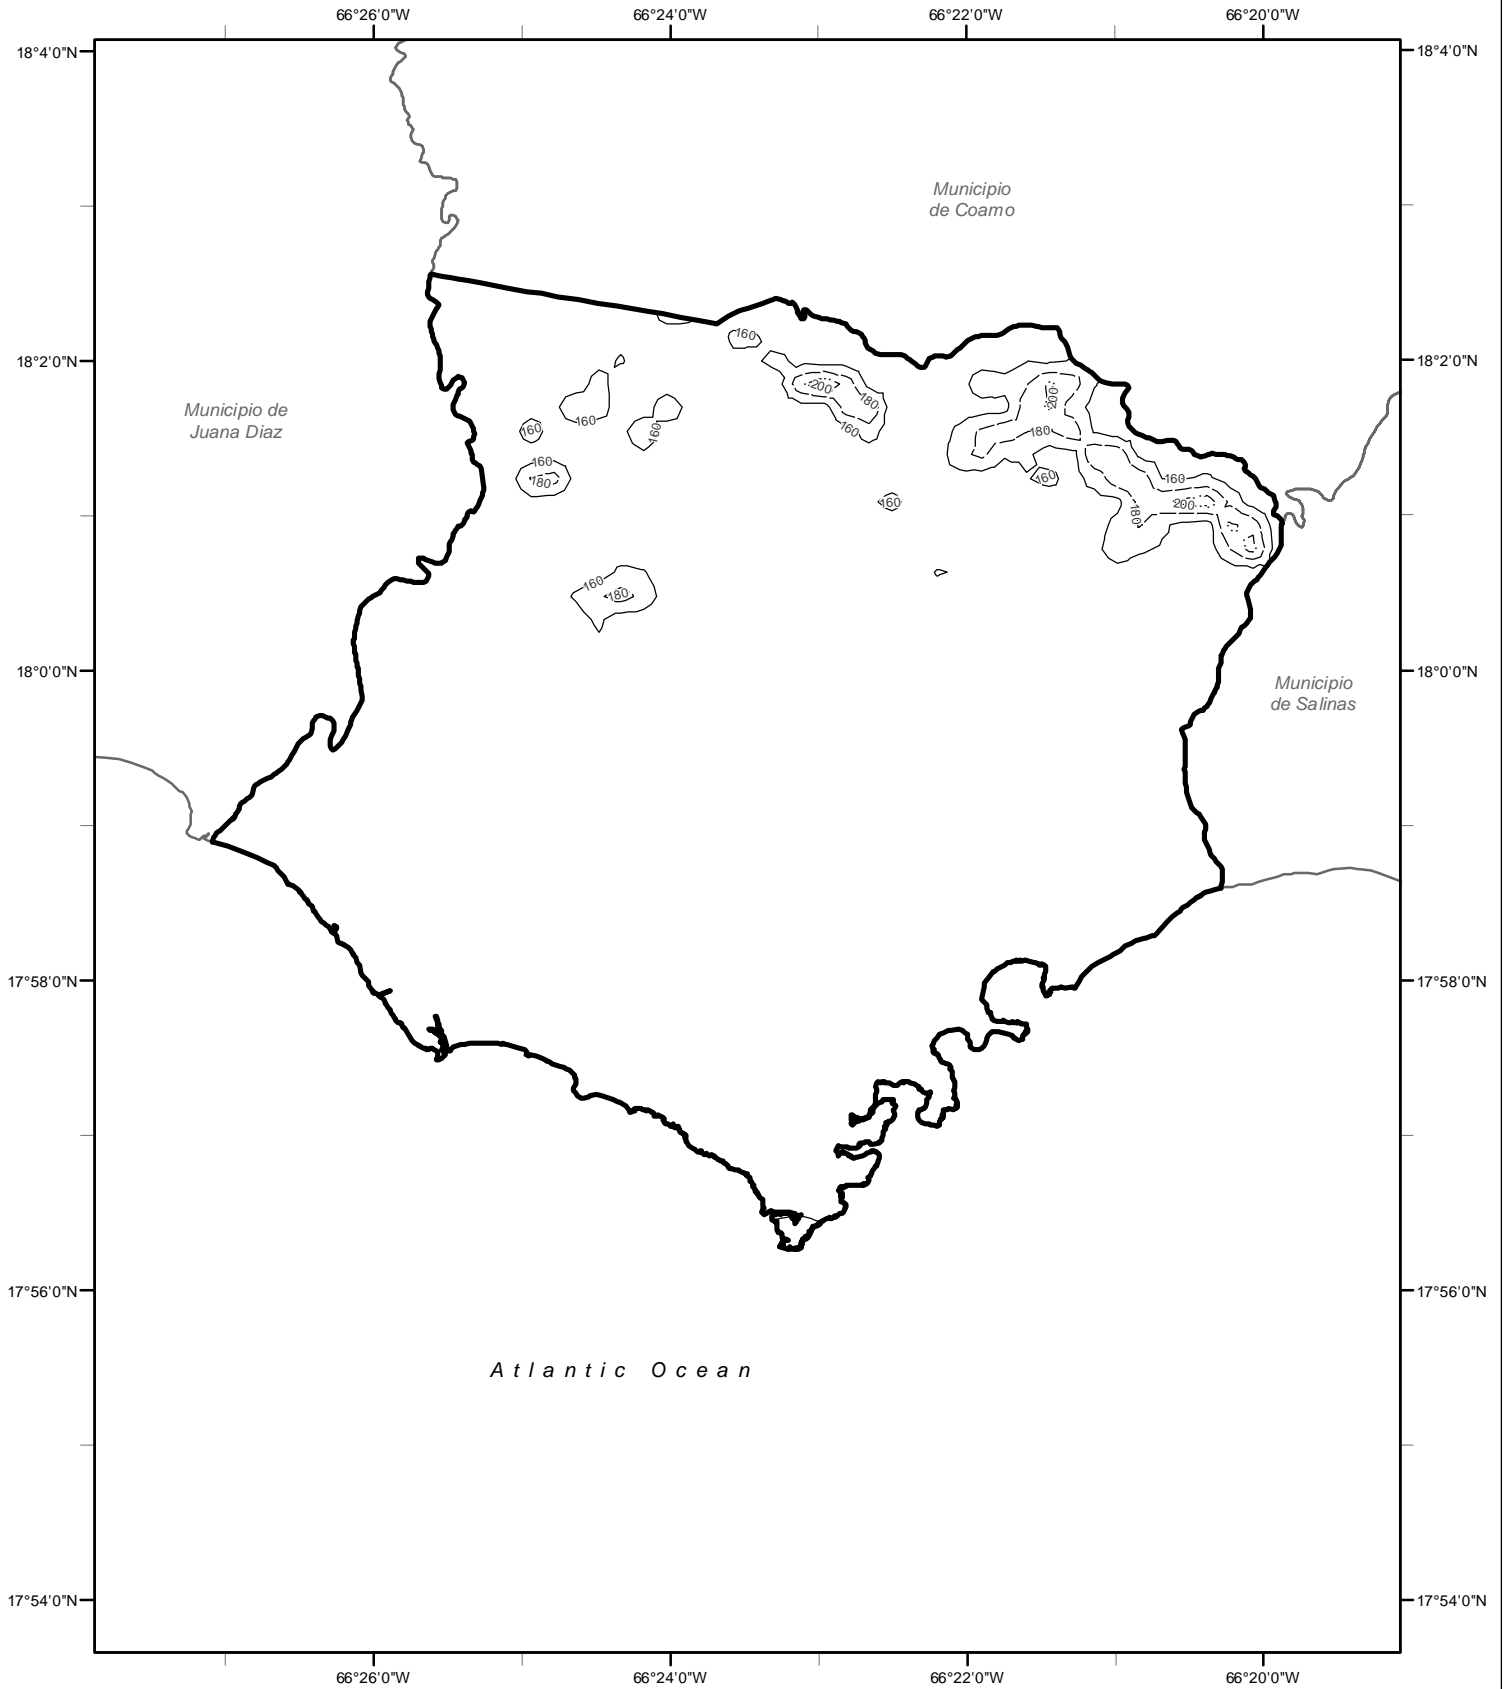 66°26'0"W 66°24'0"W 66°22'0"W 66°20'0"W
18°4'0"N 18°4'0"N
Municipio
de Coamo
160
18°2'0"N 18°2'0"N
200
180
200
Municipio de
Juana Diaz
160
160
160
160
180
160
180
160
160
180
160
160
200
180
160
180
18°0'0"N 18°0'0"N
Municipio
de Salinas
17°58'0"N 17°58'0"N
17°56'0"N 17°56'0"N
Atlantic Ocean
17°54'0"N 17°54'0"N
66°26'0"W 66°24'0"W 66°22'0"W 66°20'0"W